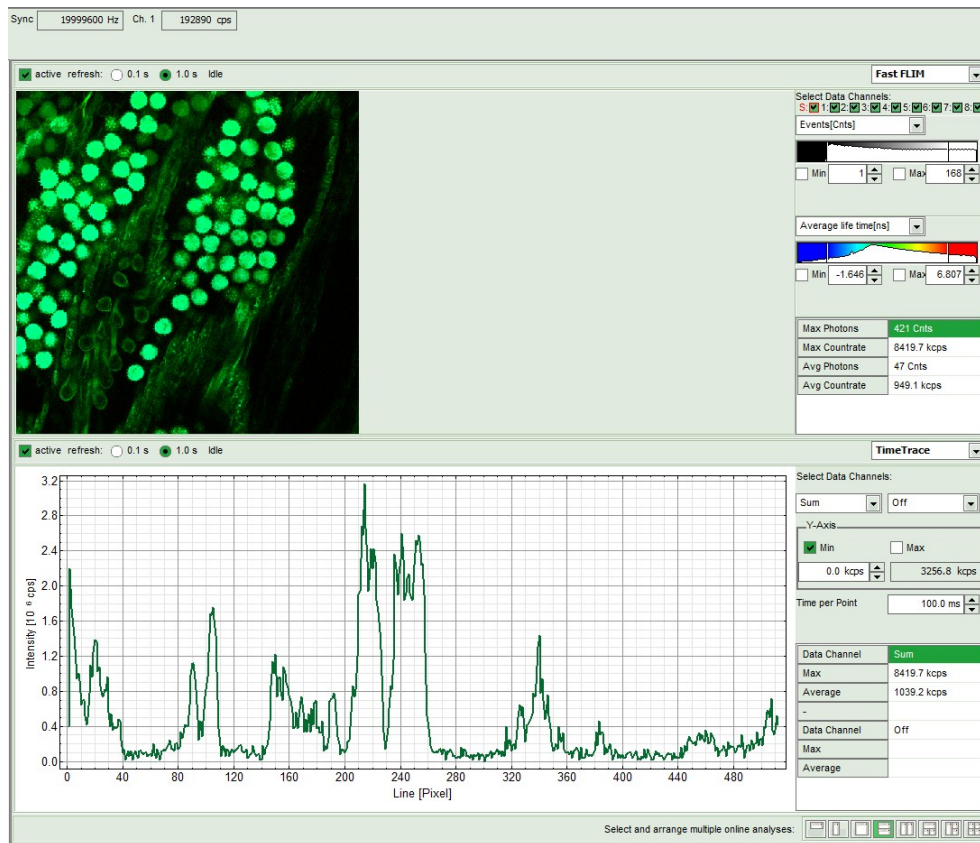 Sync 19999600 Hz Ch. 1 192890 cps
active refresh: 0.1 s 1.0 s Idle
Fast FLIM
Select Data Channels:
S: 1: 2: 3: 4: 5: 6: 7: 8:
Events[Cnts]
Min 1 Max 168
Average life time[ns]
Min -1.646 Max 6.807
Max Photons 421 Cnts
Max Countrate 8419.7 kcps
Avg Photons 47 Cnts
Avg Countrate 949.1 kcps
active refresh: 0.1 s 1.0 s Idle
TimeTrace
3.2
2.8
2.4
2.0
1.6
1.2
0.8
0.4
0.0
Intensity [10⁶ cps]
0 40 80 120 160 200 240 280 320 360 400 440 480
Line [Pixel]
Select Data Channels:
Sum Off
Y-Axis
Min Max
0.0 kcps 3256.8 kcps
Time per Point 100.0 ms
Data Channel Sum
Max 8419.7 kcps
Average 1039.2 kcps
-
Data Channel Off
Max
Average
Select and arrange multiple online analyses: